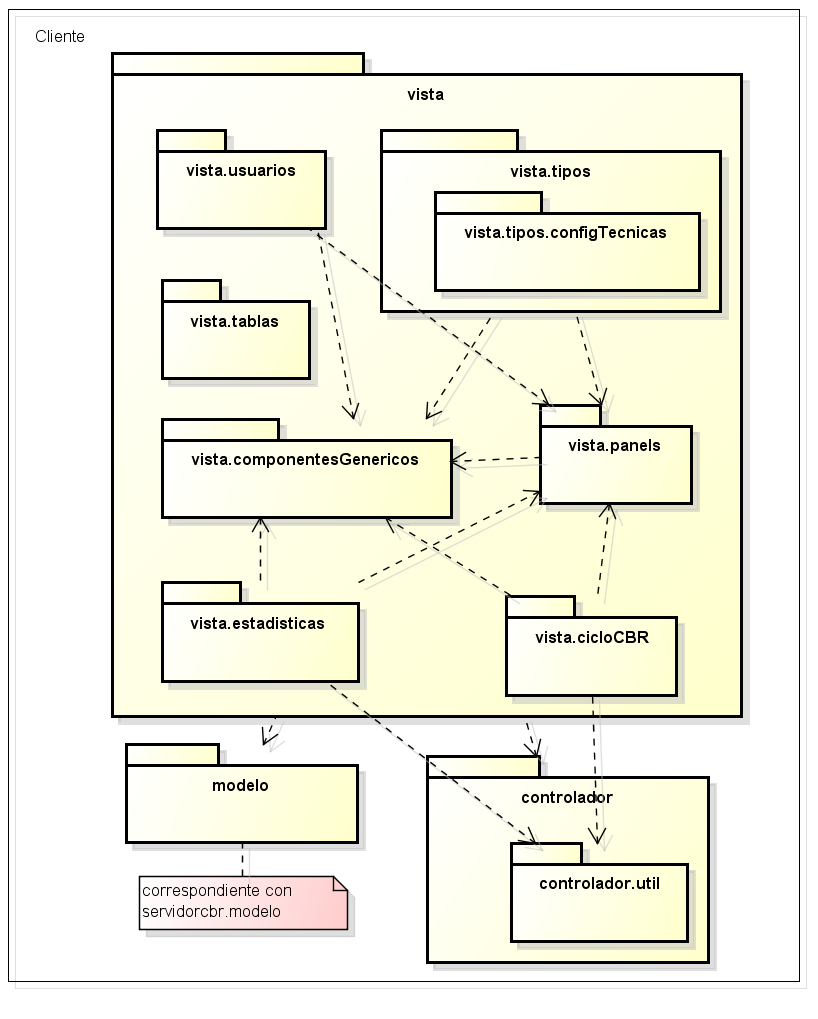 Cliente
vista
vista.usuarios
vista.tipos
vista.tipos.configTecnicas
vista.tablas
vista.componentesGenericos
vista.panels
vista.estadisticas
vista.cicloCBR
modelo
controlador
correspondiente con
servidorcbr.modelo
controlador.util